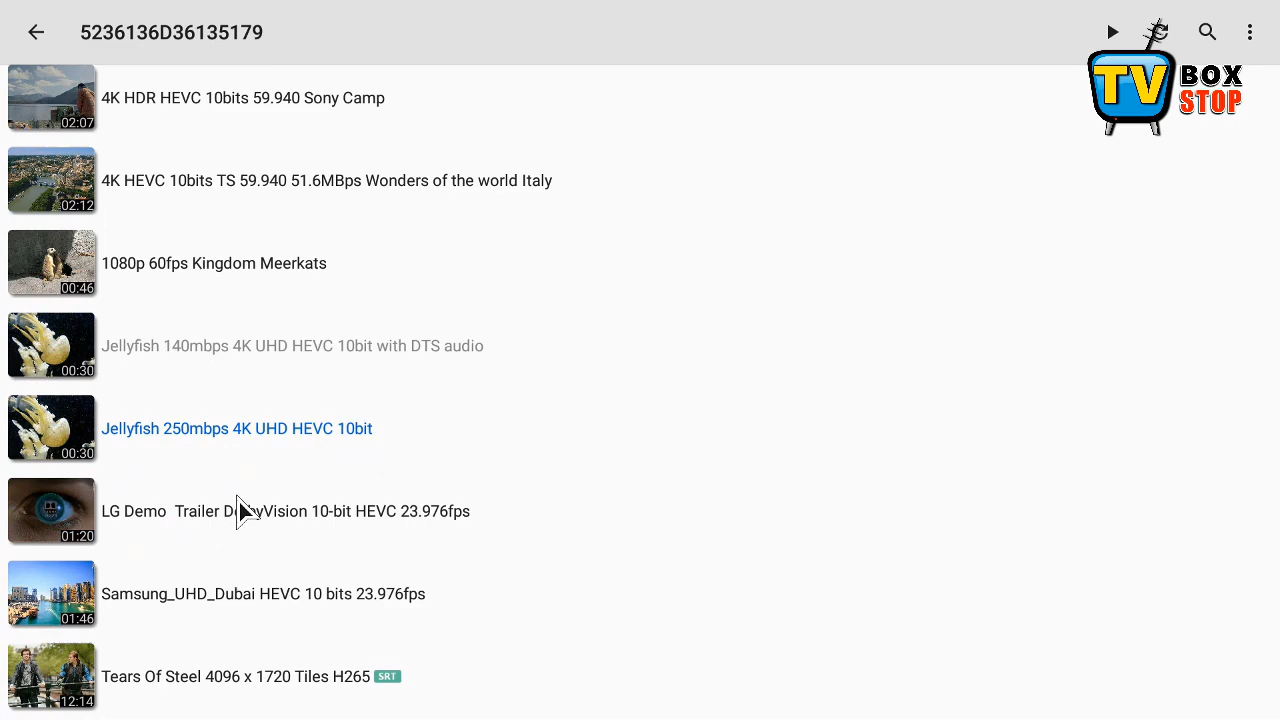 5236136D36135179
TV BOX
STOP
4K HDR HEVC 10bits 59.940 Sony Camp
02:07
4K HEVC 10bits TS 59.940 51.6MBps Wonders of the world Italy
02:12
1080p 60fps Kingdom Meerkats
00:46
Jellyfish 140mbps 4K UHD HEVC 10bit with DTS audio
00:30
Jellyfish 250mbps 4K UHD HEVC 10bit
00:30
LG Demo  Trailer DolbyVision 10-bit HEVC 23.976fps
01:20
Samsung_UHD_Dubai HEVC 10 bits 23.976fps
01:46
Tears Of Steel 4096 x 1720 Tiles H265 SRT
12:14